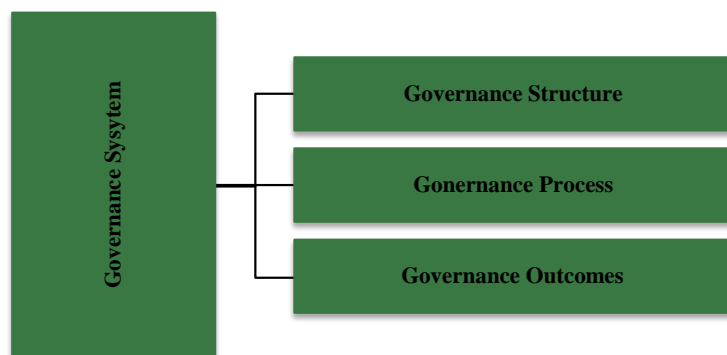 Governance Sysytem
Governance Structure
Gonernance Process
Governance Outcomes